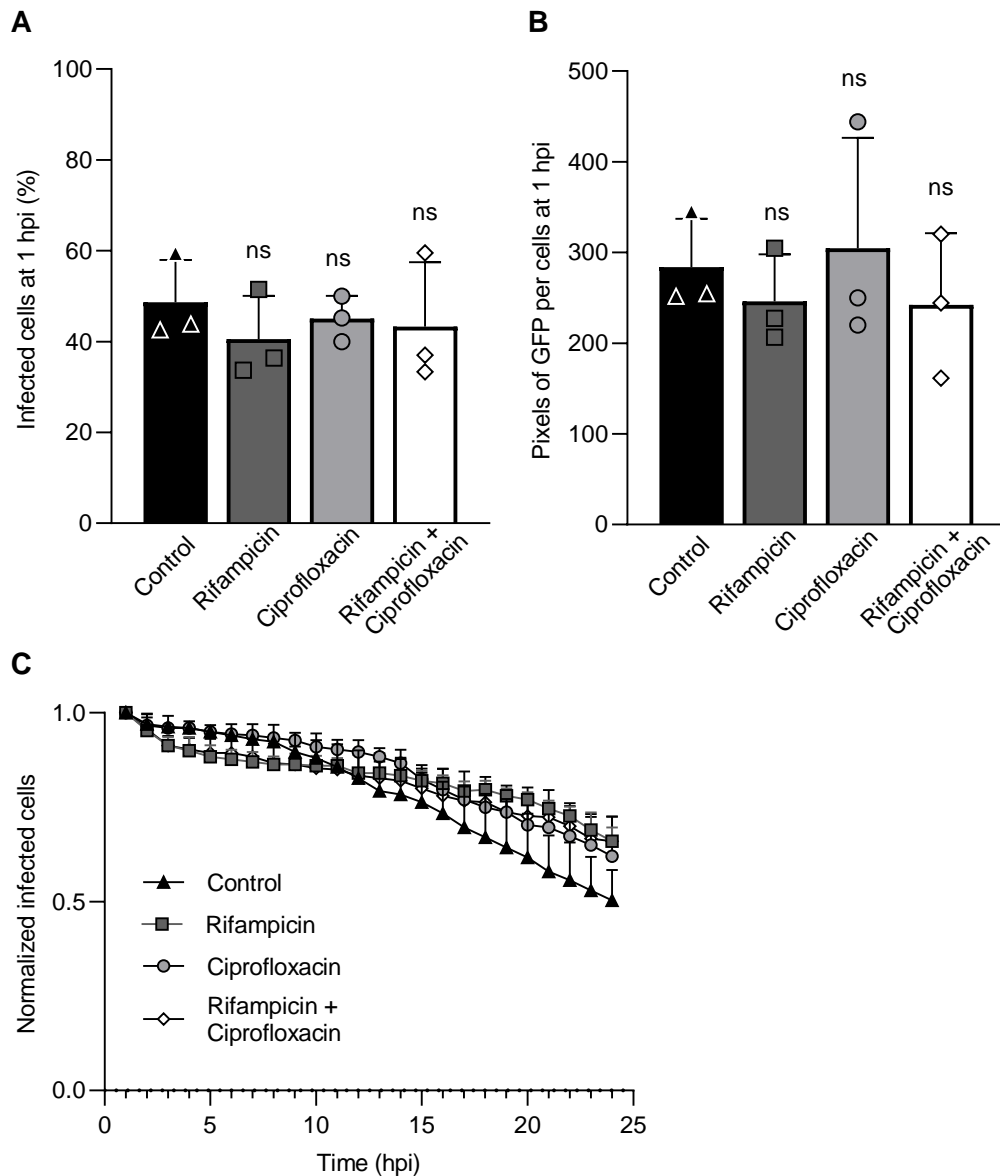 A
Infected cells at 1 hpi (%)
100
80
60
40
20
0
ns
ns
ns
Control
Rifampicin
Ciprofloxacin
Rifampicin +
Ciprofloxacin
B
Pixels of GFP per cells at 1 hpi
500
400
300
200
100
0
ns
ns
ns
Control
Rifampicin
Ciprofloxacin
Rifampicin +
Ciprofloxacin
C
Normalized infected cells
1.0
0.5
0.0
Control
Rifampicin
Ciprofloxacin
Rifampicin +
Ciprofloxacin
0 5 10 15 20 25
Time (hpi)